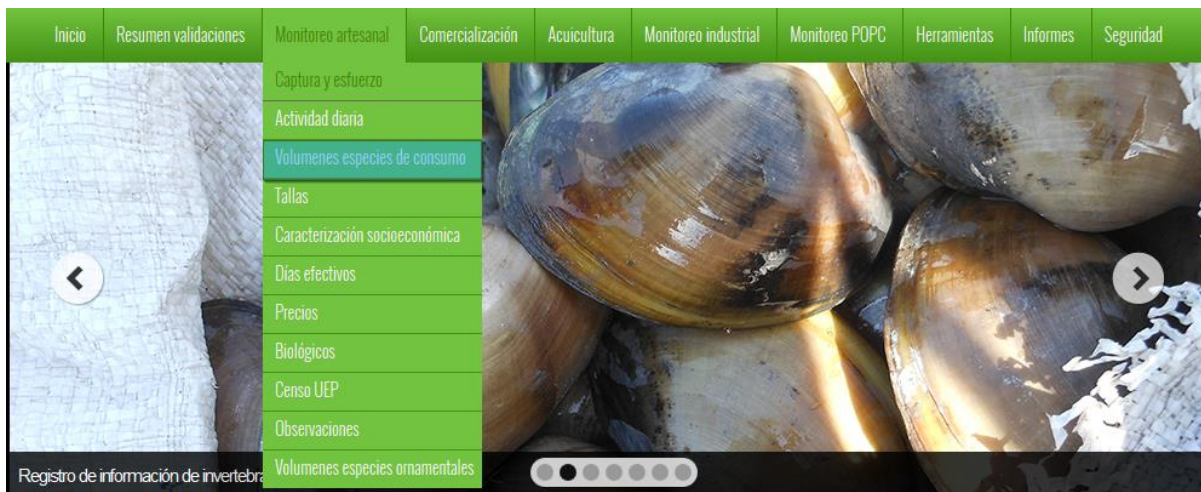 Inicio Resumen validaciones Monitoreo artesanal Comercialización Acuicultura Monitoreo industrial Monitoreo POPC Herramientas Informes Seguridad
Captura y esfuerzo
Actividad diaria
Volumenes especies de consumo
Tallas
Caracterización socioeconómica
Días efectivos
Precios
Biológicos
Censo UEP
Observaciones
Volumenes especies ornamentales
Registro de información de